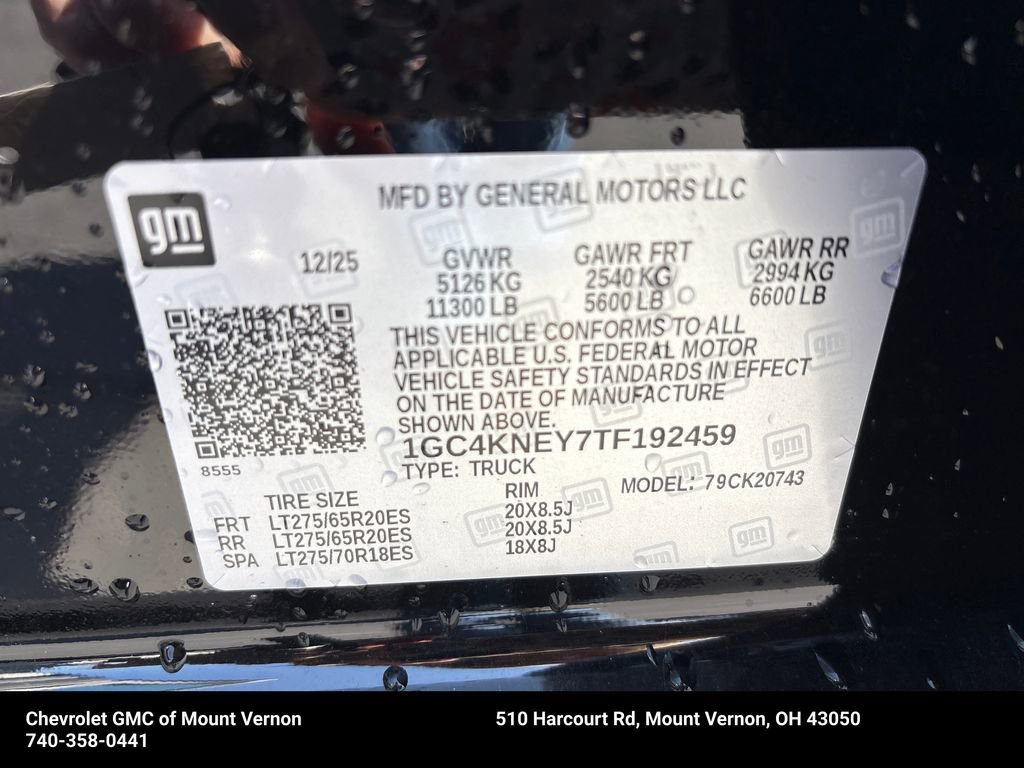 MFD BY GENERAL MOTORS LLC
gm
12/25
GVWR GAWR FRT GAWR RR
5126 KG 2540 KG 2994 KG
11300 LB 5600 LB 6600 LB
THIS VEHICLE CONFORMS TO ALL
APPLICABLE U.S. FEDERAL MOTOR
VEHICLE SAFETY STANDARDS IN EFFECT
ON THE DATE OF MANUFACTURE
SHOWN ABOVE.
8555
1GC4KNEY7TF192459
TYPE: TRUCK
MODEL: 79CK20743
TIRE SIZE RIM
FRT LT275/65R20ES 20X8.5J
RR LT275/65R20ES 20X8.5J
SPA LT275/70R18ES 18X8J
Chevrolet GMC of Mount Vernon
740-358-0441
510 Harcourt Rd, Mount Vernon, OH 43050